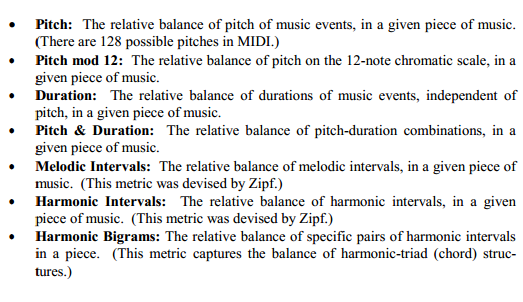 • Pitch: The relative balance of pitch of music events, in a given piece of music.
(There are 128 possible pitches in MIDI.)
• Pitch mod 12: The relative balance of pitch on the 12-note chromatic scale, in a
given piece of music.
• Duration: The relative balance of durations of music events, independent of
pitch, in a given piece of music.
• Pitch & Duration: The relative balance of pitch-duration combinations, in a
given piece of music.
• Melodic Intervals: The relative balance of melodic intervals, in a given piece of
music. (This metric was devised by Zipf.)
• Harmonic Intervals: The relative balance of harmonic intervals, in a given
piece of music. (This metric was devised by Zipf.)
• Harmonic Bigrams: The relative balance of specific pairs of harmonic intervals
in a piece. (This metric captures the balance of harmonic-triad (chord) struc-
tures.)